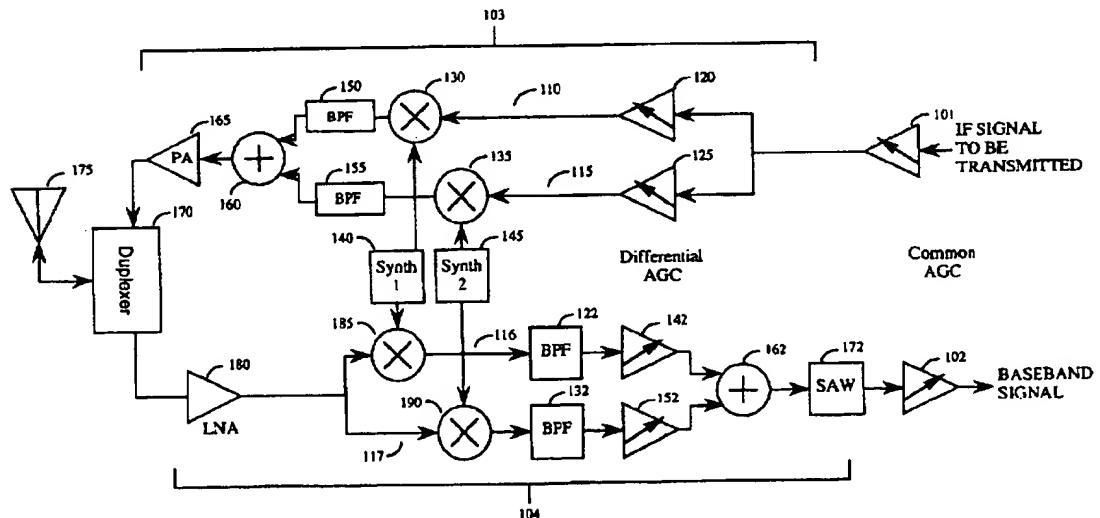 103
150
130
110
120
101
165
BPF
PA
IF SIGNAL
TO BE
TRANSMITTED
135
175
155
160
BPF
115
125
170
140
145
Duplexer
Synth
1
Synth
2
Differential
AGC
Common
AGC
185
116
122
142
162
172
102
BPF
180
SAW
BASEBAND
SIGNAL
190
132
152
LNA
BPF
117
104